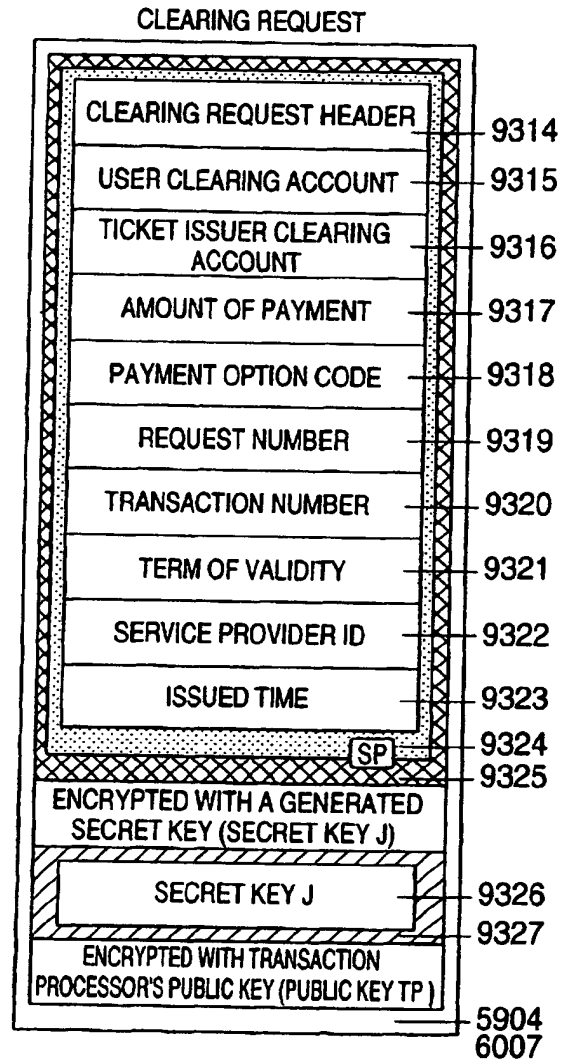 CLEARING REQUEST
CLEARING REQUEST HEADER
9314
USER CLEARING ACCOUNT
9315
TICKET ISSUER CLEARING
ACCOUNT
9316
AMOUNT OF PAYMENT
9317
PAYMENT OPTION CODE
9318
REQUEST NUMBER
9319
TRANSACTION NUMBER
9320
TERM OF VALIDITY
9321
SERVICE PROVIDER ID
9322
ISSUED TIME
9323
SP
9324
9325
ENCRYPTED WITH A GENERATED
SECRET KEY (SECRET KEY J)
SECRET KEY J
9326
9327
ENCRYPTED WITH TRANSACTION
PROCESSOR'S PUBLIC KEY (PUBLIC KEY TP )
5904
6007